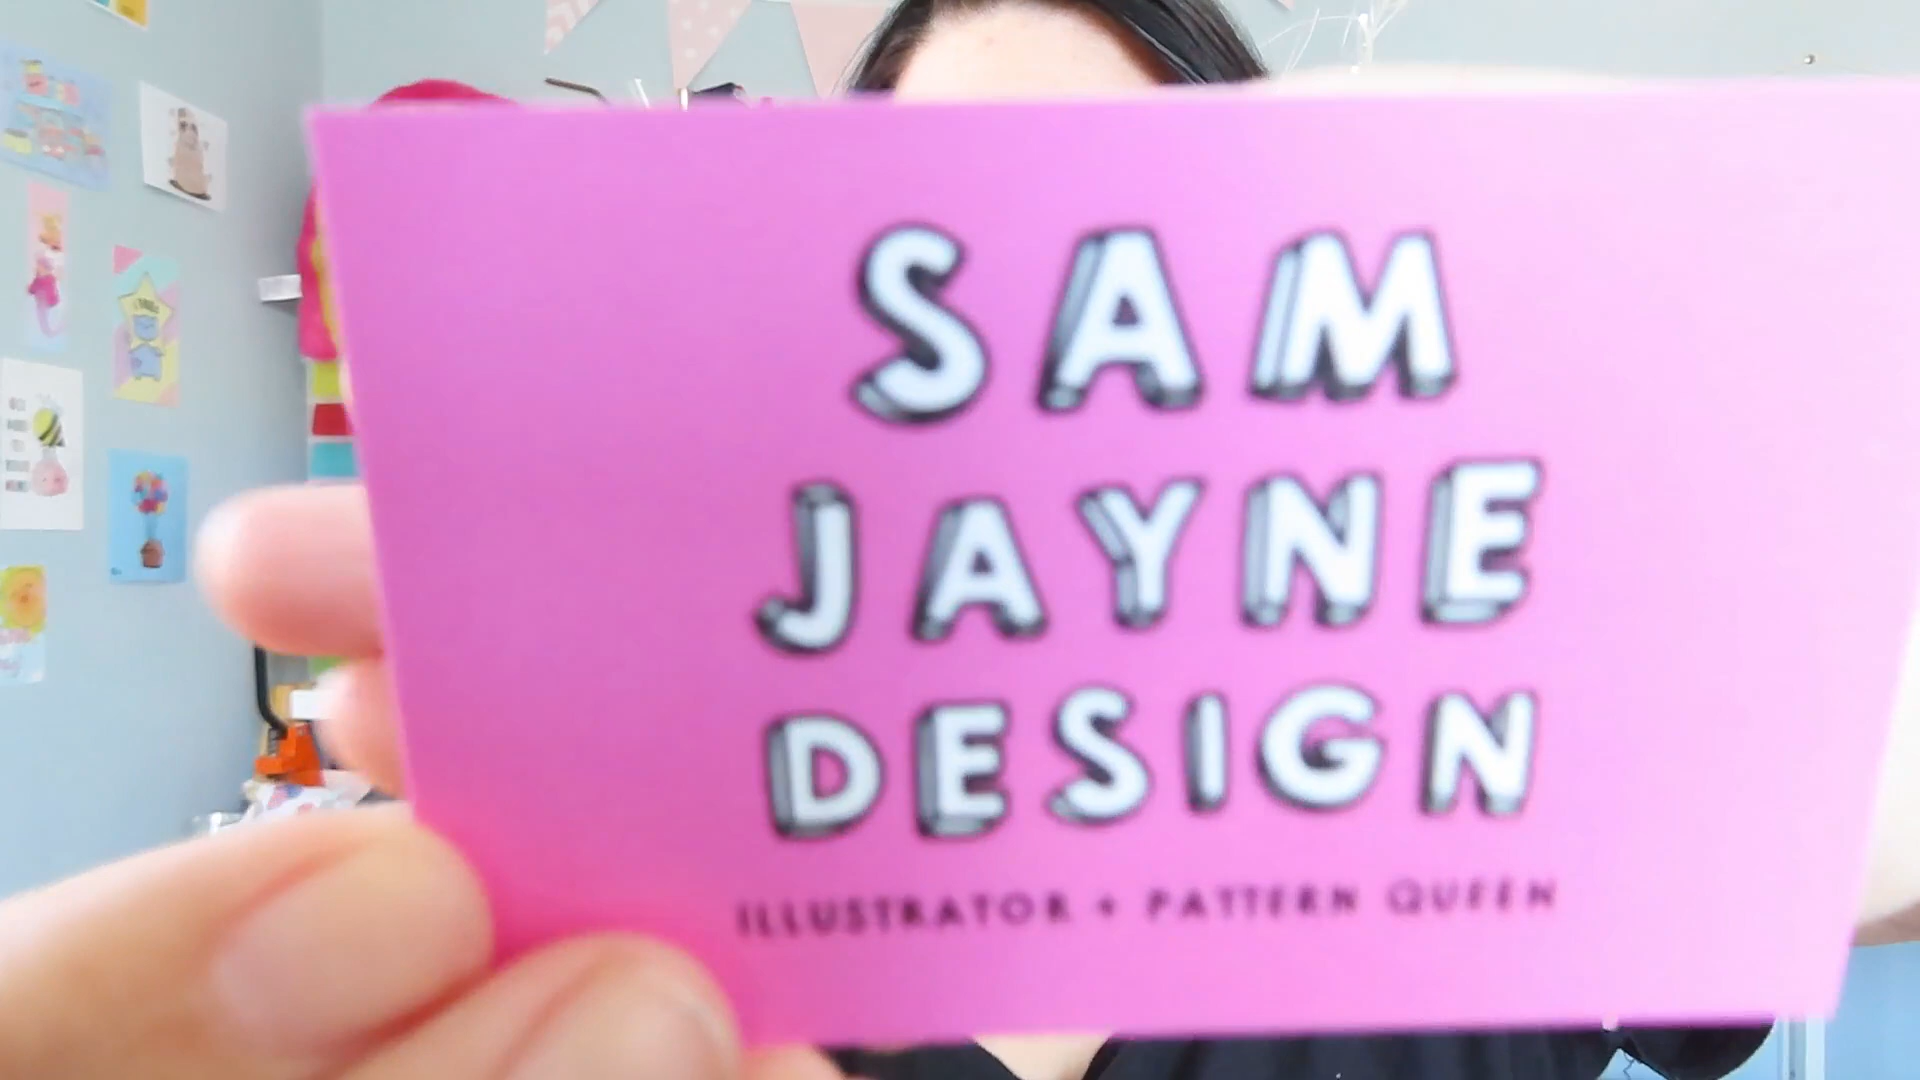 SAM
JAYNE
DESIGN
ILLUSTRATOR + PATTERN QUEEN